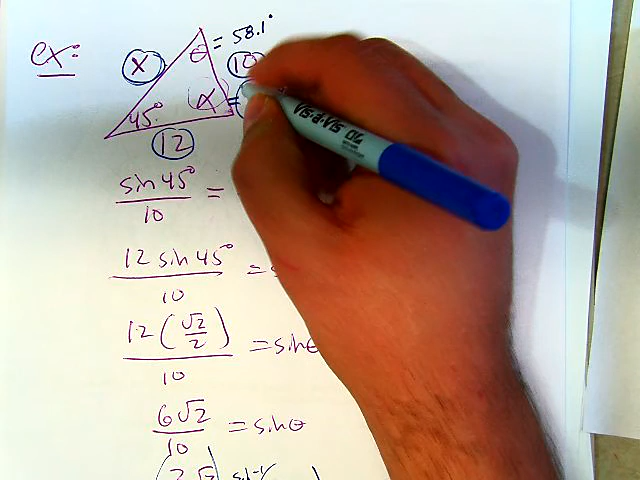 ex:
θ = 58.1°
x
10
α =
45°
12
Vis-à-Vis
sin 45° / 10 =
12 sin 45° / 10 =
12 (√2 / 2) / 10 = sin θ
6√2 / 10 = sin θ